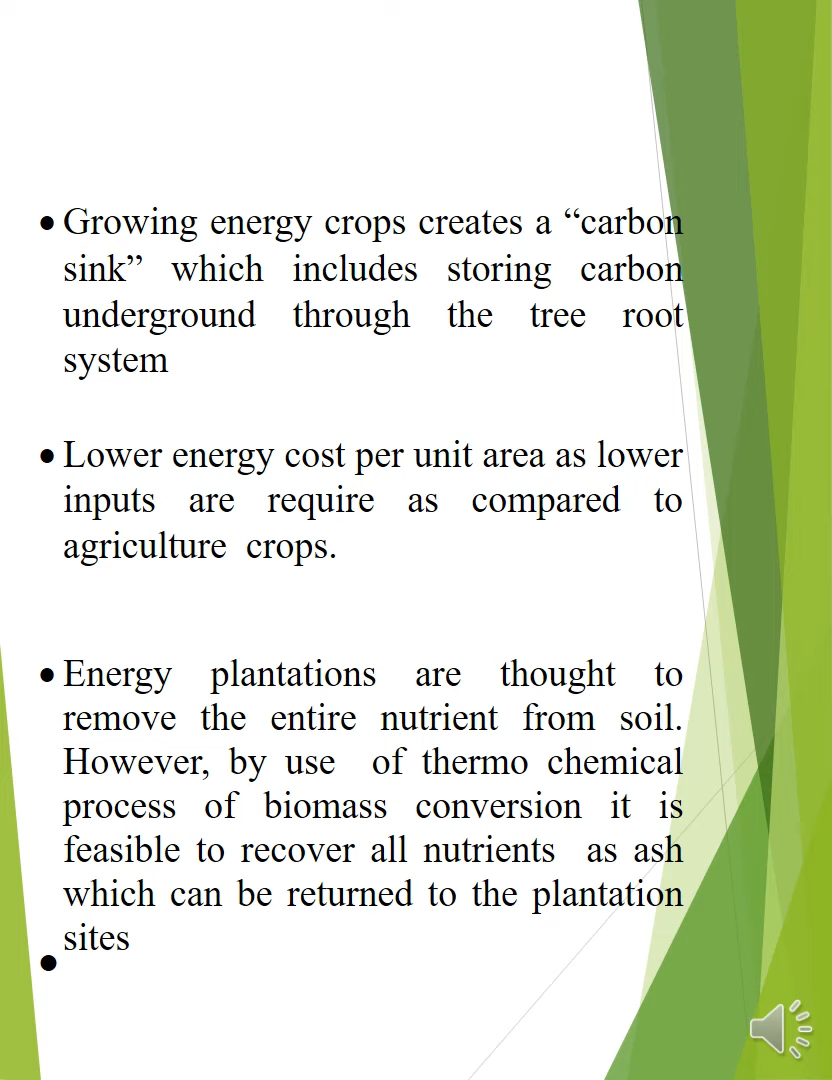 • Growing energy crops creates a “carbon
sink” which includes storing carbon
underground through the tree root
system
• Lower energy cost per unit area as lower
inputs are require as compared to
agriculture crops.
• Energy plantations are thought to
remove the entire nutrient from soil.
However, by use of thermo chemical
process of biomass conversion it is
feasible to recover all nutrients as ash
which can be returned to the plantation
sites
•